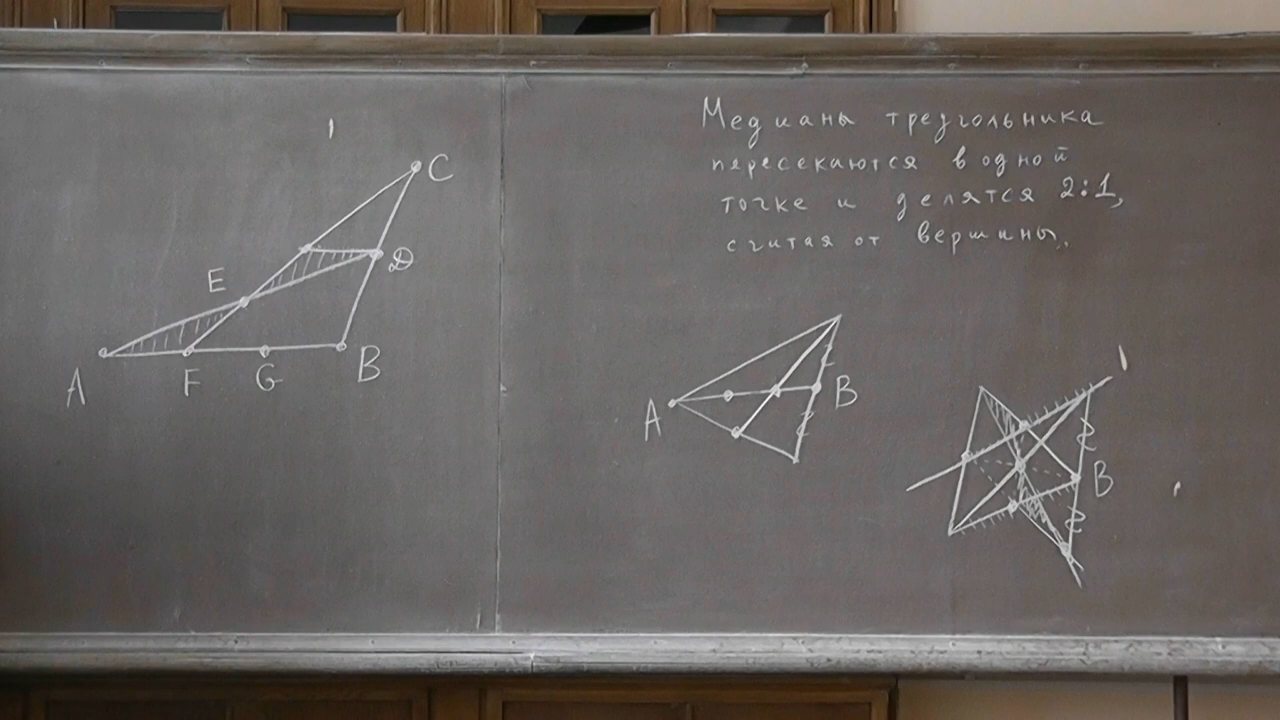 C
E
D
A
F
G
B
Медианы треугольника
пересекаются в одной
точке и делятся 2:1,
считая от вершины.
A
B
B